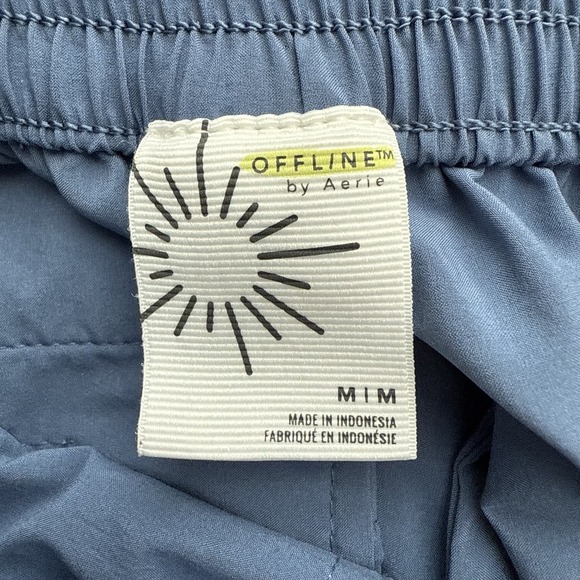 OFFLINE™
by Aerie
M | M
MADE IN INDONESIA
FABRIQUÉ EN INDONÉSIE